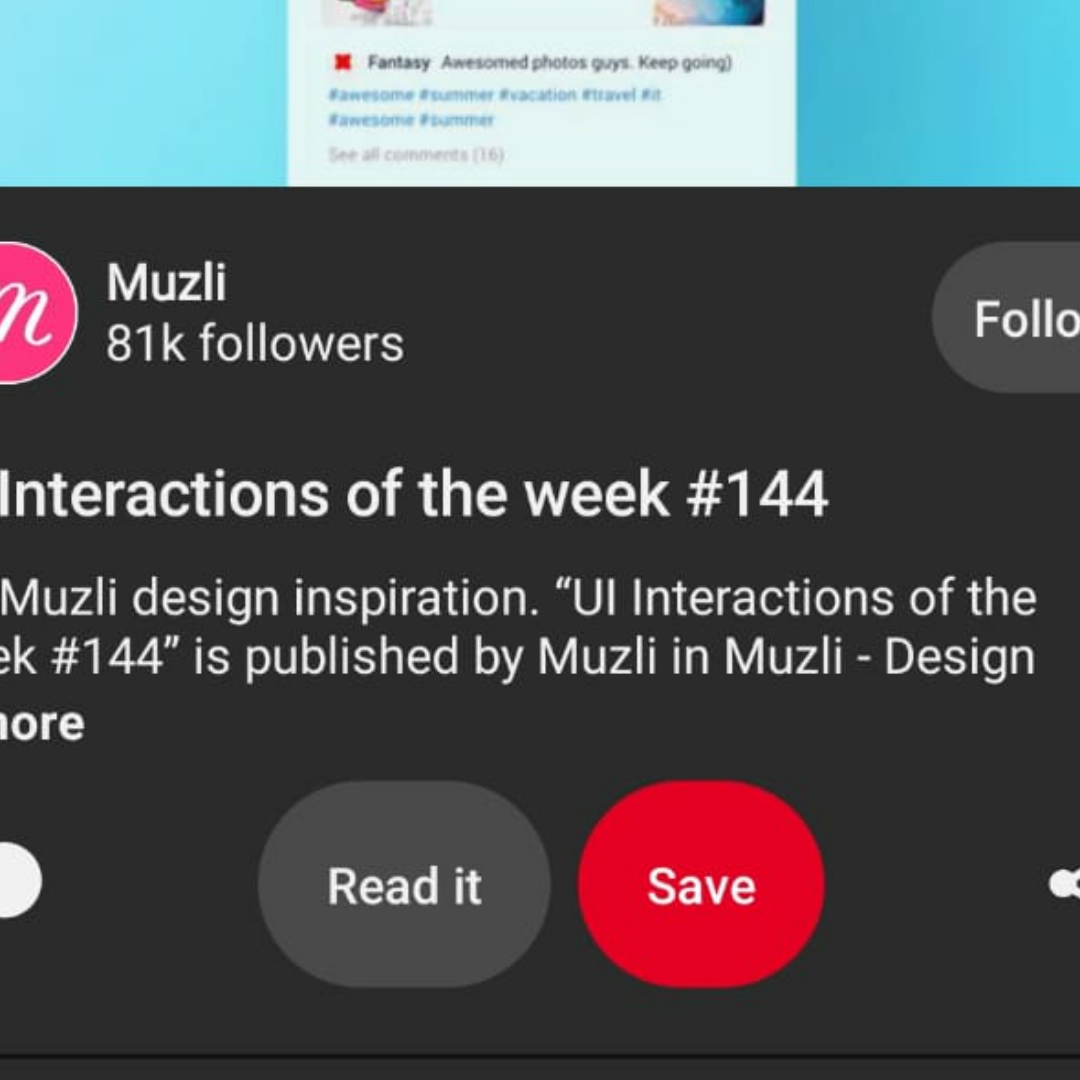 Fantasy Awesomed photos guys. Keep going)
#awesome #summer #vacation #travel #it
#awesome #summer
See all comments (16)
m
Muzli
81k followers
Follo
Interactions of the week #144
Muzli design inspiration. “UI Interactions of the
ek #144” is published by Muzli in Muzli - Design
more
Read it
Save